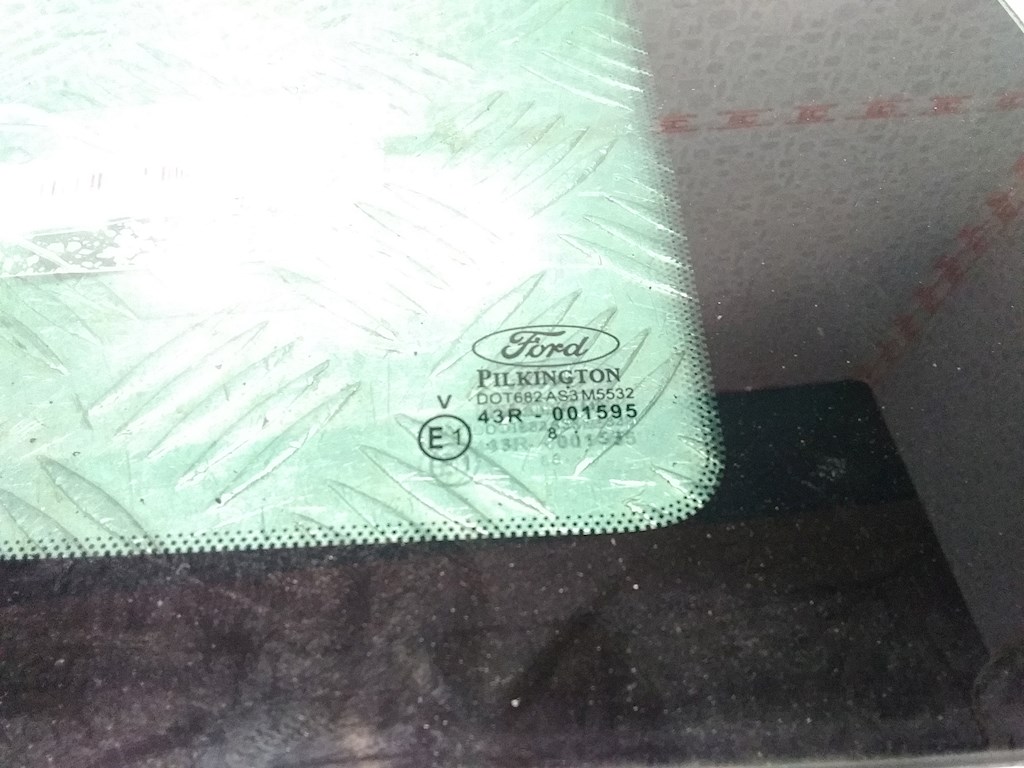 Ford
PILKINGTON
DOT682 AS3 M5532
V
43R - 001595
E1
8